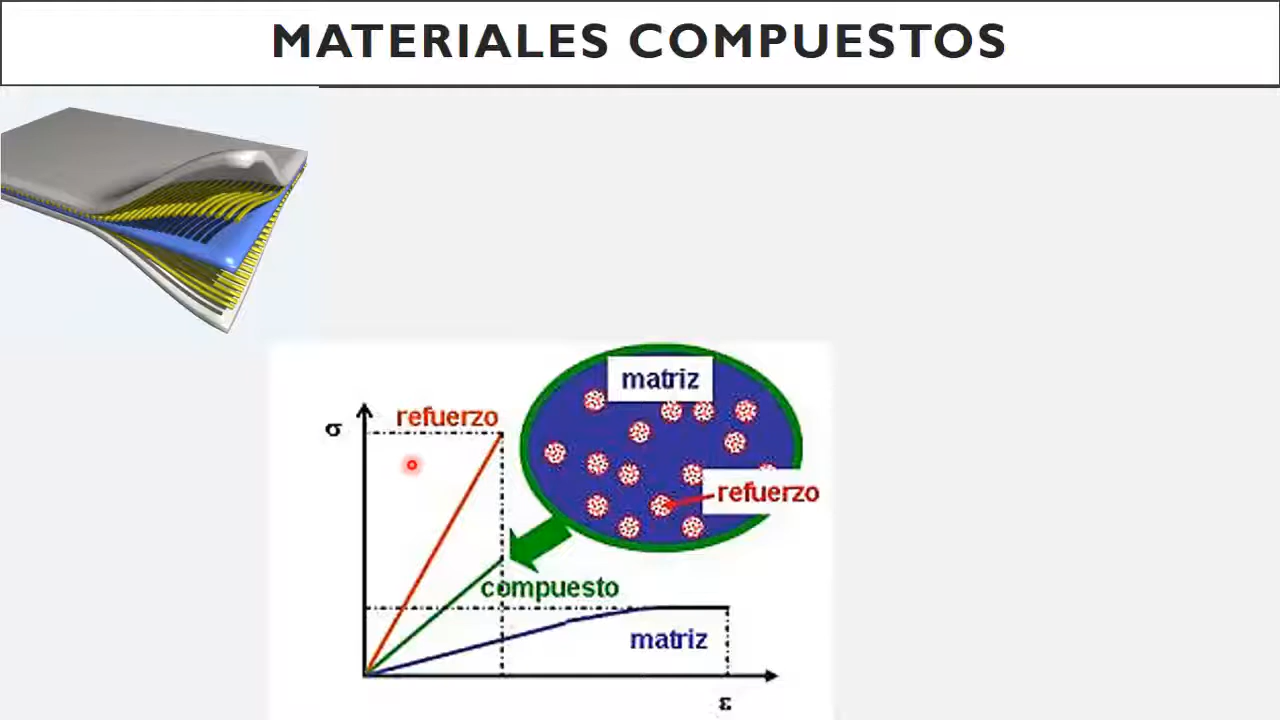 MATERIALES COMPUESTOS
matriz
refuerzo
σ
refuerzo
compuesto
matriz
ε